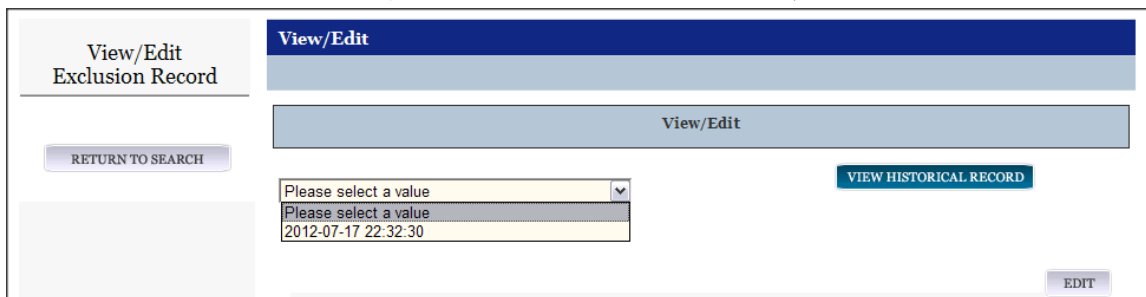 View/Edit
Exclusion Record
RETURN TO SEARCH
View/Edit
View/Edit
VIEW HISTORICAL RECORD
Please select a value
Please select a value
2012-07-17 22:32:30
EDIT